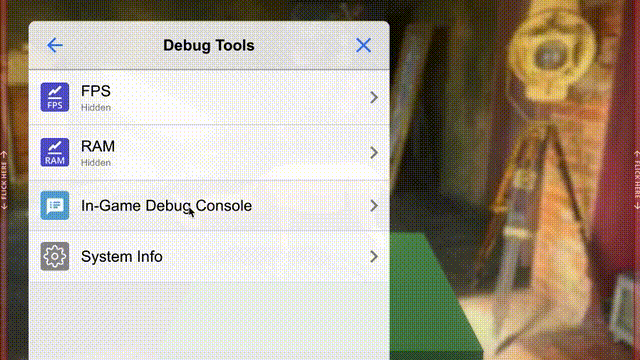 Debug Tools
FPS
Hidden
FPS
RAM
Hidden
RAM
In-Game Debug Console
System Info
← FLICK HERE →
← FLICK HERE →